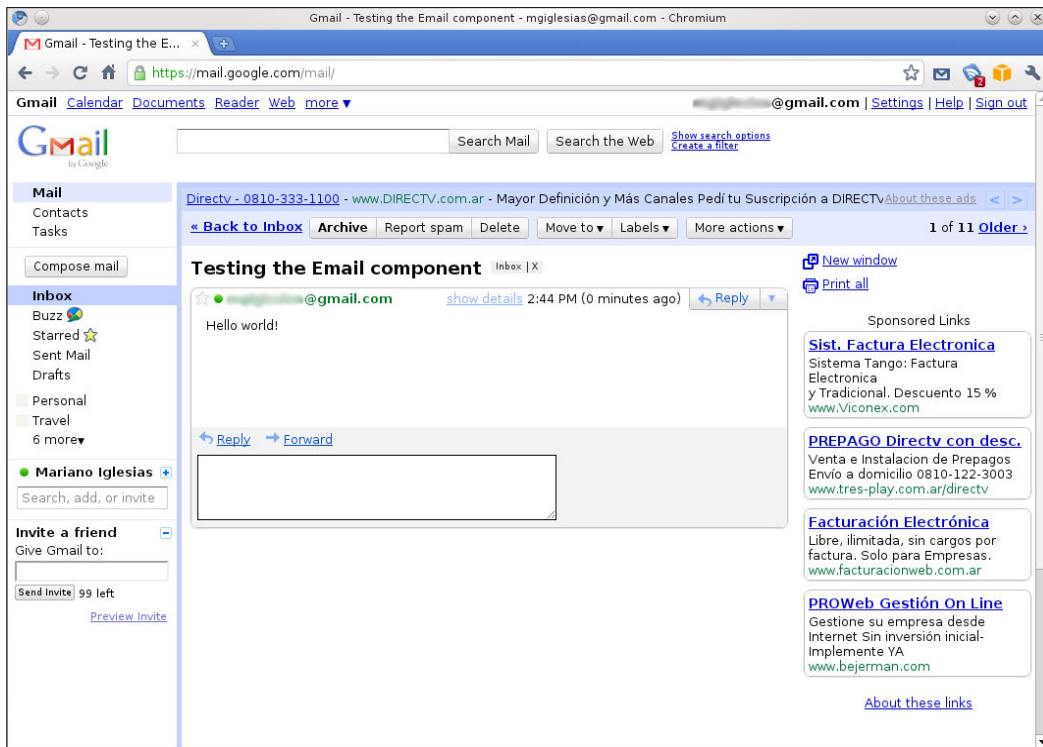 Gmail - Testing the Email component - mgiglesias@gmail.com - Chromium
Gmail - Testing the E...
https://mail.google.com/mail/
2
Gmail Calendar Documents Reader Web more ▼
@gmail.com | Settings | Help | Sign out
Gmail
by Google
Search Mail
Search the Web
Show search options
Create a filter
Mail
Contacts
Tasks
Compose mail
Inbox
Buzz
Starred
Sent Mail
Drafts
Personal
Travel
6 more▼
Mariano Iglesias
Search, add, or invite
Invite a friend
Give Gmail to:
Send Invite 99 left
Preview Invite
Directv - 0810-333-1100 - www.DIRECTV.com.ar - Mayor Definición y Más Canales Pedí tu Suscripción a DIRECTV About these ads < >
« Back to Inbox Archive Report spam Delete Move to ▼ Labels ▼ More actions ▼ 1 of 11 Older ›
Testing the Email component Inbox | X
@gmail.com show details 2:44 PM (0 minutes ago) Reply ▼
Hello world!
Reply Forward
New window
Print all
Sponsored Links
Sist. Factura Electronica
Sistema Tango: Factura
Electronica
y Tradicional. Descuento 15 %
www.Viconex.com
PREPAGO Directv con desc.
Venta e Instalacion de Prepagos
Envío a domicilio 0810-122-3003
www.tres-play.com.ar/directv
Facturación Electrónica
Libre, ilimitada, sin cargos por
factura. Solo para Empresas.
www.facturacionweb.com.ar
PROWeb Gestión On Line
Gestione su empresa desde
Internet Sin inversión inicial-
Implemente YA
www.bejerman.com
About these links